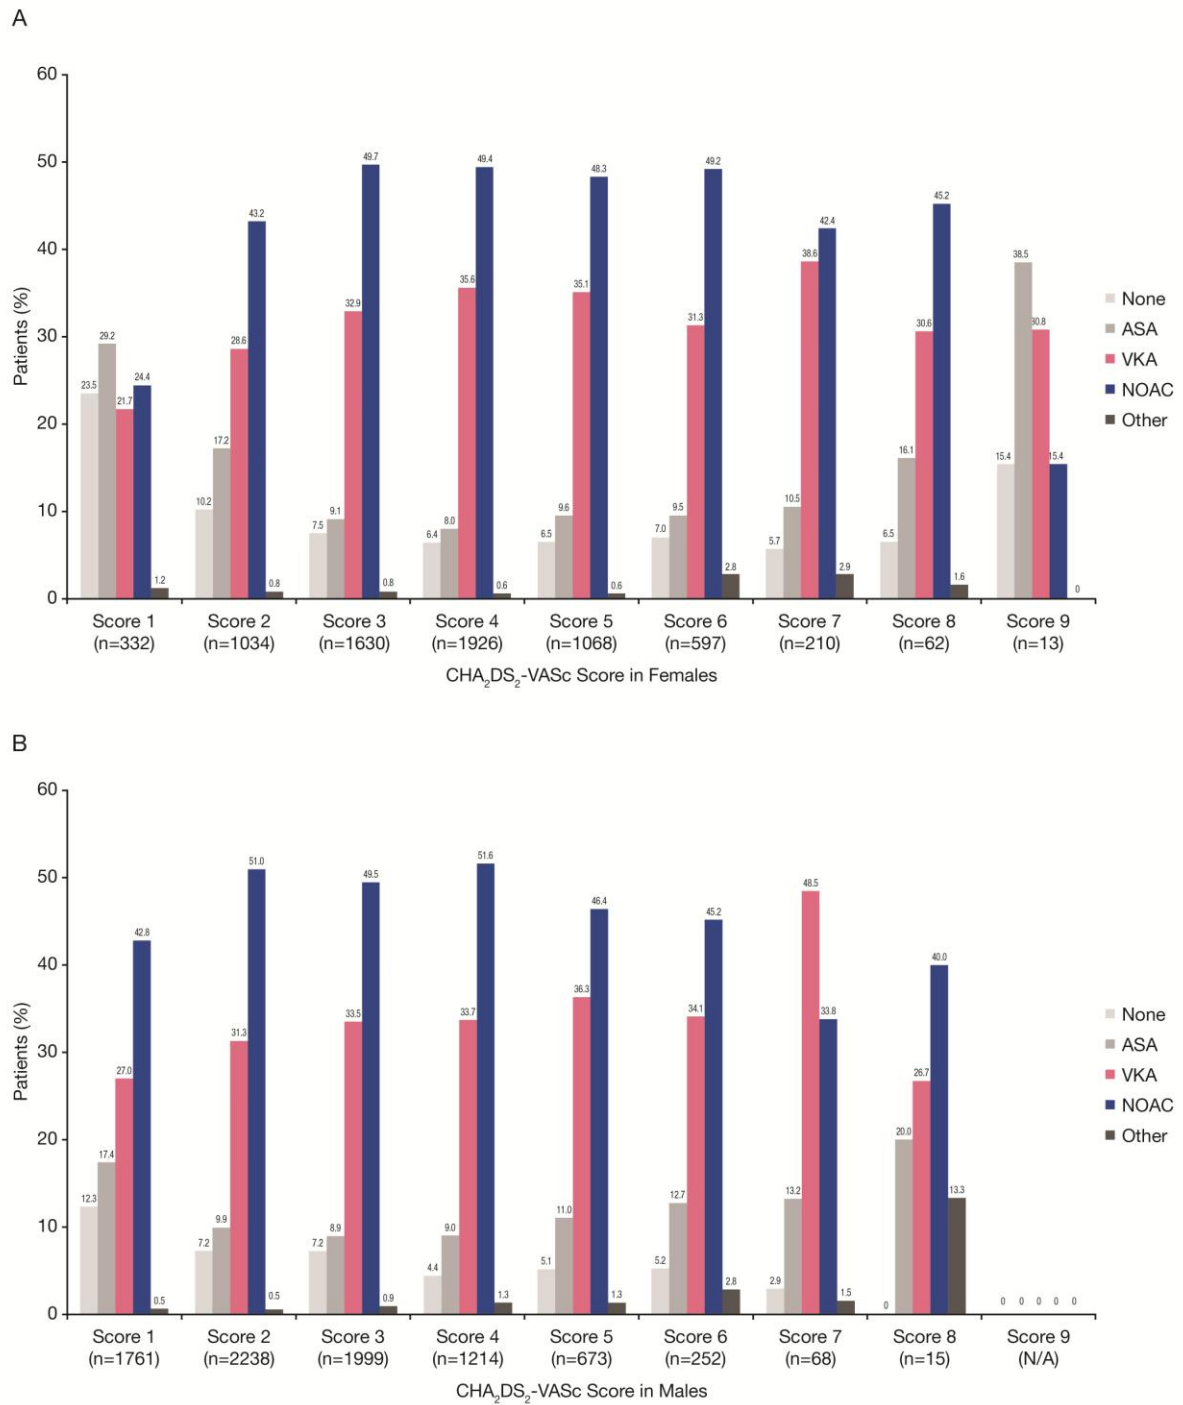 A
60
50
40
30
20
10
0
Patients (%)
23.5 29.2 21.7 24.4 1.2
10.2 17.2 28.6 43.2 0.8
7.5 9.1 32.9 49.7 0.8
6.4 8.0 35.6 49.4 0.6
6.5 9.6 35.1 48.3 0.6
7.0 9.5 31.3 49.2 2.8
5.7 10.5 38.6 42.4 2.9
6.5 16.1 30.6 45.2 1.6
15.4 38.5 30.8 15.4 0
None
ASA
VKA
NOAC
Other
Score 1 Score 2 Score 3 Score 4 Score 5 Score 6 Score 7 Score 8 Score 9
(n=332) (n=1034) (n=1630) (n=1926) (n=1068) (n=597) (n=210) (n=62) (n=13)
CHA₂DS₂-VASc Score in Females
B
60
50
40
30
20
10
0
Patients (%)
12.3 17.4 27.0 42.8 0.5
7.2 9.9 31.3 51.0 0.5
7.2 8.9 33.5 49.5 0.9
4.4 9.0 33.7 51.6 1.3
5.1 11.0 36.3 46.4 1.3
5.2 12.7 34.1 45.2 2.8
2.9 13.2 48.5 33.8 1.5
0 20.0 26.7 40.0 13.3
0 0 0 0 0
None
ASA
VKA
NOAC
Other
Score 1 Score 2 Score 3 Score 4 Score 5 Score 6 Score 7 Score 8 Score 9
(n=1761) (n=2238) (n=1999) (n=1214) (n=673) (n=252) (n=68) (n=15) (N/A)
CHA₂DS₂-VASc Score in Males